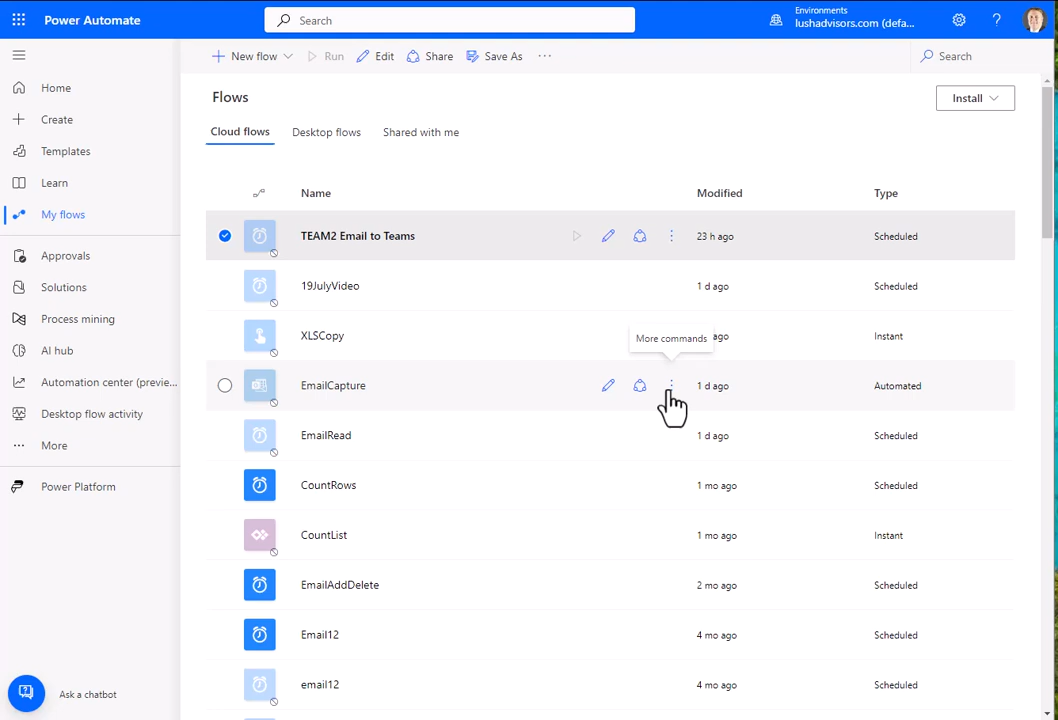 Power Automate
Search
Environments
lushadvisors.com (defa...
New flow
Run
Edit
Share
Save As
Search
Home
Create
Templates
Learn
My flows
Approvals
Solutions
Process mining
AI hub
Automation center (previe...
Desktop flow activity
More
Power Platform
Ask a chatbot
Flows
Install
Cloud flows Desktop flows Shared with me
Name Modified Type
TEAM2 Email to Teams 23 h ago Scheduled
19JulyVideo 1 d ago Scheduled
More commands
XLSCopy ago Instant
EmailCapture 1 d ago Automated
EmailRead 1 d ago Scheduled
CountRows 1 mo ago Scheduled
CountList 1 mo ago Instant
EmailAddDelete 2 mo ago Scheduled
Email12 4 mo ago Scheduled
email12 4 mo ago Scheduled